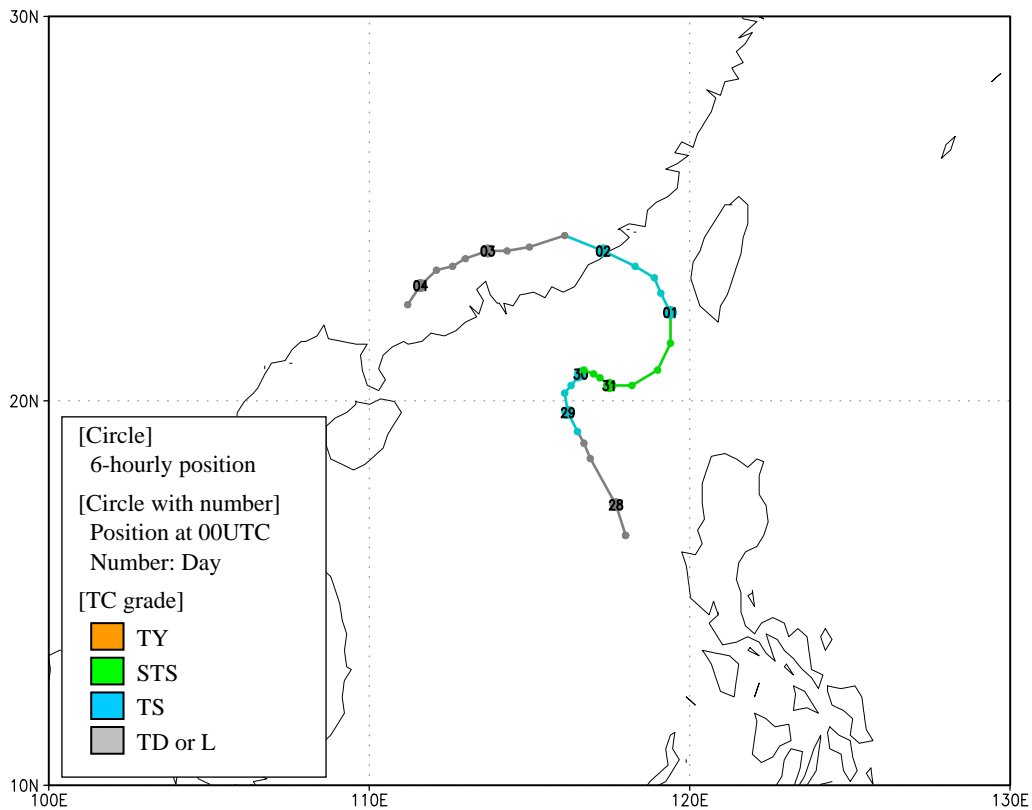 30N
03
02
04
01
30
31
20N
29
28
[Circle]
6-hourly position
[Circle with number]
Position at 00UTC
Number: Day
[TC grade]
TY
STS
TS
TD or L
10N
100E
110E
120E
130E